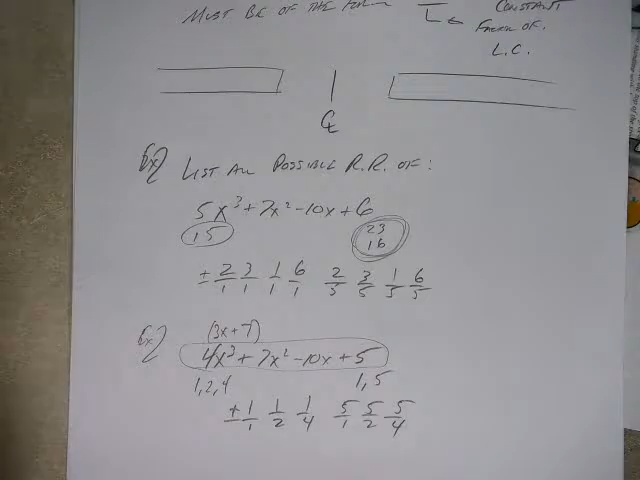 MUST BE OF THE FORM
CONSTANT
L ← FACTOR OF
L.C.
CL
Ex) LIST ALL POSSIBLE R.R. OF:
5x³+7x²-10x+6
1 5
2 3
1 6
± 2/1 3/1 1/1 6/1 2/5 3/5 1/5 6/5
Ex) (3x+7)
4x³+7x²-10x+5
1,2,4 1,5
± 1/1 1/2 1/4 5/1 5/2 5/4